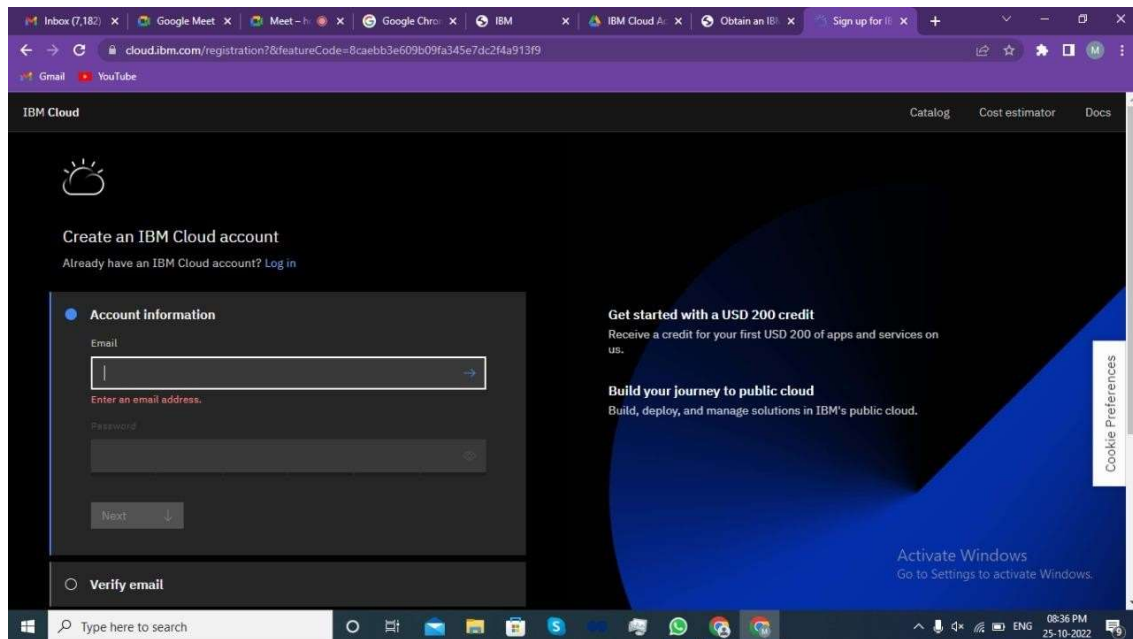 Inbox (7,182)
Google Meet
Meet – h
Google Chro
IBM
IBM Cloud Ac
Obtain an IB
Sign up for I
cloud.ibm.com/registration?&featureCode=8caebb3e609b09fa345e7dc2f4a913f9
M
Gmail
YouTube
IBM Cloud
Catalog
Cost estimator
Docs
Create an IBM Cloud account
Already have an IBM Cloud account? Log in
Account information
Email
Enter an email address.
Password
Next
Verify email
Get started with a USD 200 credit
Receive a credit for your first USD 200 of apps and services on
us.
Build your journey to public cloud
Build, deploy, and manage solutions in IBM's public cloud.
Cookie Preferences
Activate Windows
Go to Settings to activate Windows.
Type here to search
ENG
08:36 PM
25-10-2022
9